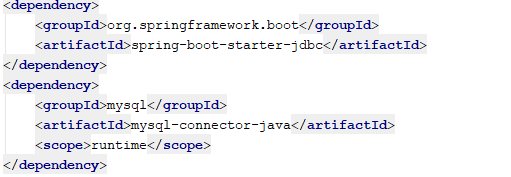 <dependency>
<groupId>org.springframework.boot</groupId>
<artifactId>spring-boot-starter-jdbc</artifactId>
</dependency>
<dependency>
<groupId>mysql</groupId>
<artifactId>mysql-connector-java</artifactId>
<scope>runtime</scope>
</dependency>